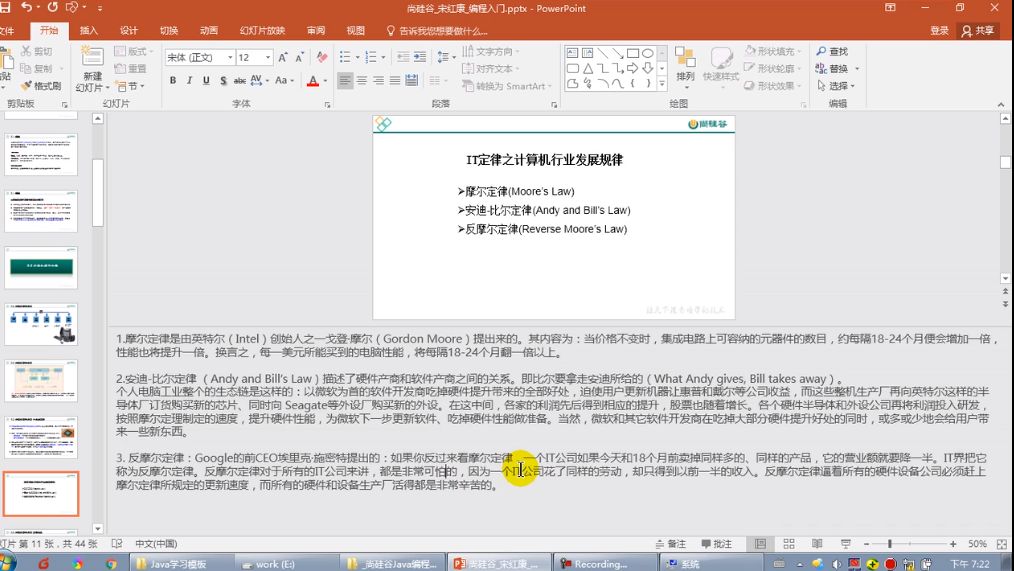 尚硅谷_宋红康_编程入门.pptx - PowerPoint
文件 开始 插入 设计 切换 动画 幻灯片放映 审阅 视图 告诉我您想要做什么... 登录 共享
剪切
复制
格式刷
剪贴板
新建
幻灯片
版式
重置
节
幻灯片
宋体 (正文) 12
B I U S abc AV Aa A
字体
文字方向
对齐文本
转换为 SmartArt
段落
排列 快速样式
形状填充
形状轮廓
形状效果
绘图
查找
替换
选择
编辑
尚硅谷
IT定律之计算机行业发展规律
➢摩尔定律(Moore's Law)
➢安迪-比尔定律(Andy and Bill's Law)
➢反摩尔定律(Reverse Moore's Law)
1.摩尔定律是由英特尔（Intel）创始人之一戈登·摩尔（Gordon Moore）提出来的。其内容为：当价格不变时，集成电路上可容纳的元器件的数目，约每隔18-24个月便会增加一倍，
性能也将提升一倍。换言之，每一美元所能买到的电脑性能，将每隔18-24个月翻一倍以上。
2.安迪-比尔定律 （Andy and Bill's Law）描述了硬件产商和软件产商之间的关系。即比尔要拿走安迪所给的（What Andy gives, Bill takes away）。
个人电脑工业整个的生态链是这样的：以微软为首的软件开发商吃掉硬件提升带来的全部好处，迫使用户更新机器让惠普和戴尔等公司收益，而这些整机生产厂再向英特尔这样的半
导体厂订货购买新的芯片、同时向 Seagate等外设厂购买新的外设。在这中间，各家的利润先后得到相应的提升，股票也随着增长。各个硬件半导体和外设公司再将利润投入研发，
按照摩尔定理制定的速度，提升硬件性能，为微软下一步更新软件、吃掉硬件性能做准备。当然，微软和其它软件开发商在吃掉大部分硬件提升好处的同时，或多或少地会给用户带
来一些新东西。
3. 反摩尔定律：Google的前CEO埃里克·施密特提出的：如果你反过来看摩尔定律，一个IT公司如果今天和18个月前卖掉同样多的、同样的产品，它的营业额就要降一半。IT界把它
称为反摩尔定律。反摩尔定律对于所有的IT公司来讲，都是非常可怕的，因为一个IT公司花了同样的劳动，却只得到以前一半的收入。反摩尔定律逼着所有的硬件设备公司必须赶上
摩尔定律所规定的更新速度，而所有的硬件和设备生产厂活得都是非常辛苦的。
灯片 第 11 张，共 44 张 中文(中国) 备注 批注 50%
Java学习模板 work (E:) _尚硅谷Java编程... 尚硅谷_宋红康_... Recording... 系统 下午 7:22